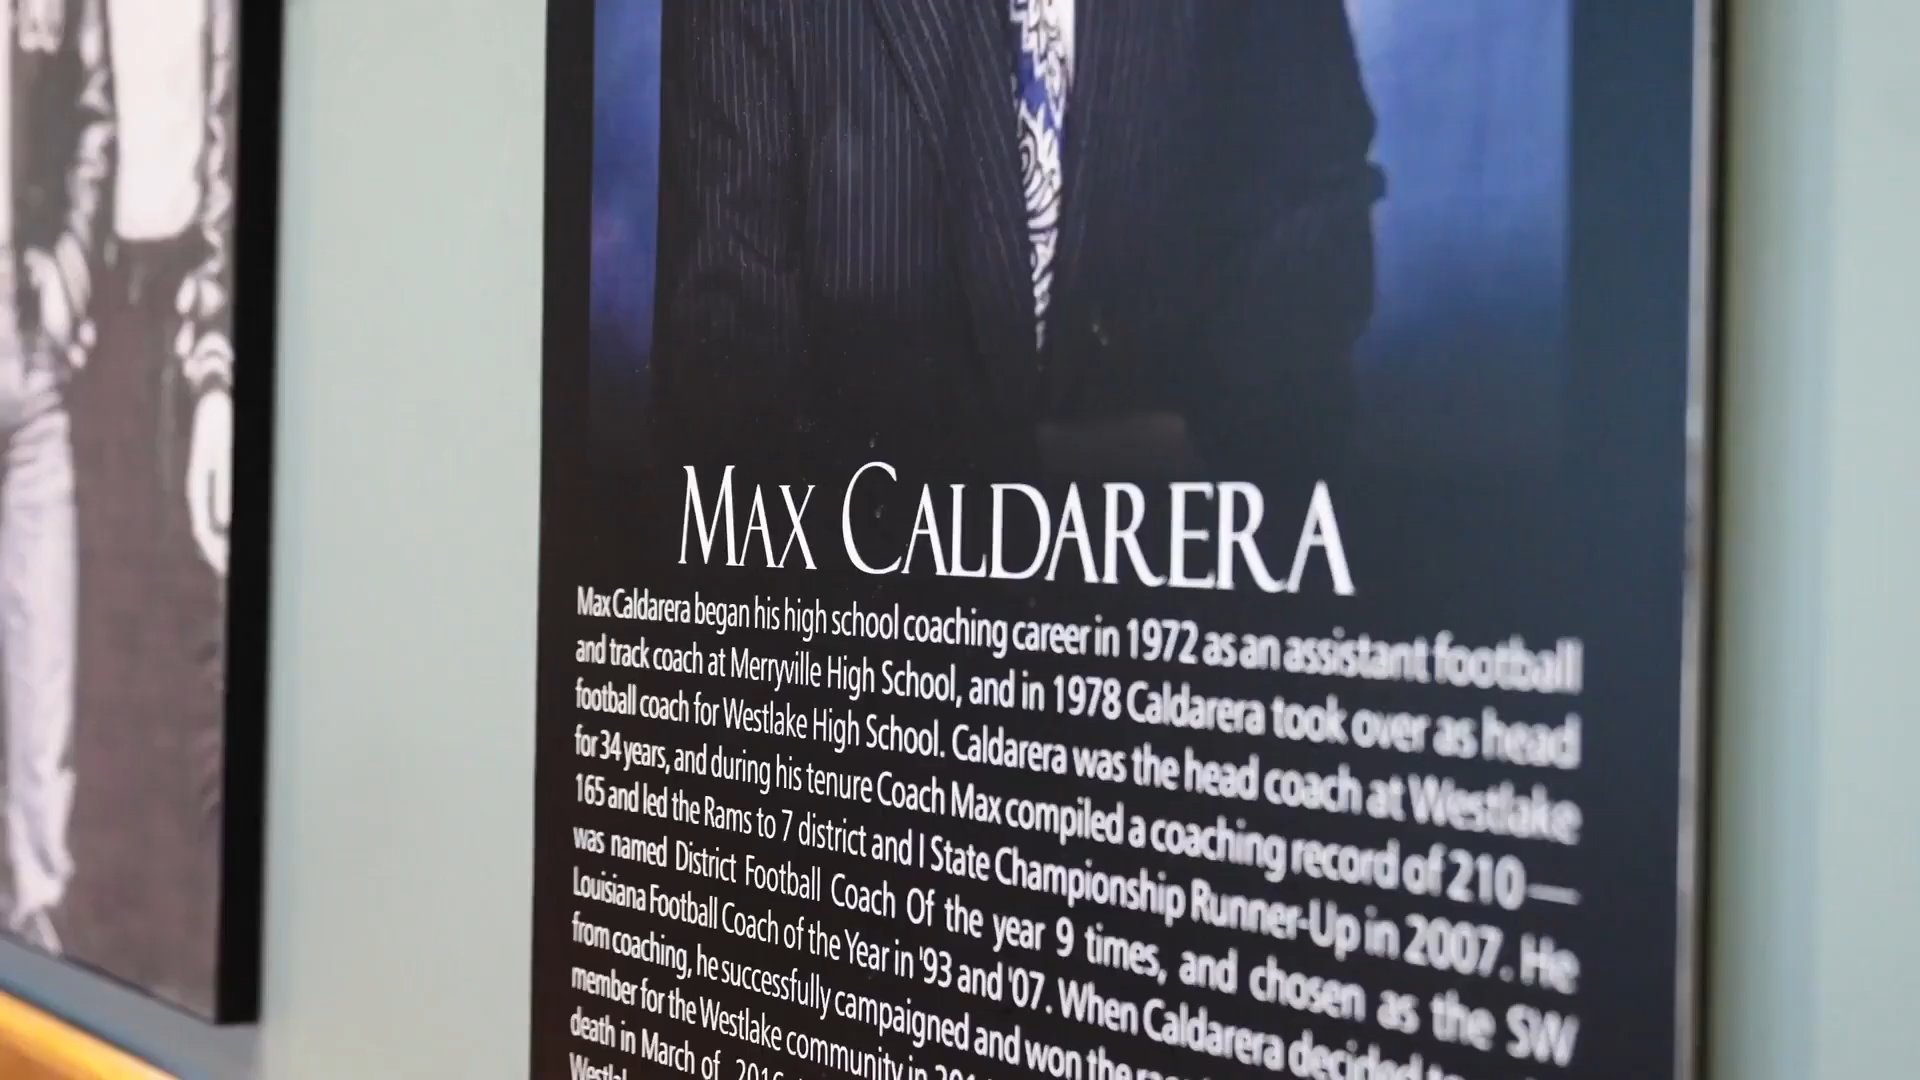 MAX CALDARERA
Max Caldarera began his high school coaching career in 1972 as an assistant football
and track coach at Merryville High School, and in 1978 Caldarera took over as head
football coach for Westlake High School. Caldarera was the head coach at Westlake
for 34 years, and during his tenure Coach Max compiled a coaching record of 210—
165 and led the Rams to 7 district and I State Championship Runner-Up in 2007. He
was named District Football Coach Of the year 9 times, and chosen as the SW
Louisiana Football Coach of the Year in '93 and '07. When Caldarera decided
from coaching, he successfully campaigned and won the
member for the Westlake community in
death in March of 2016